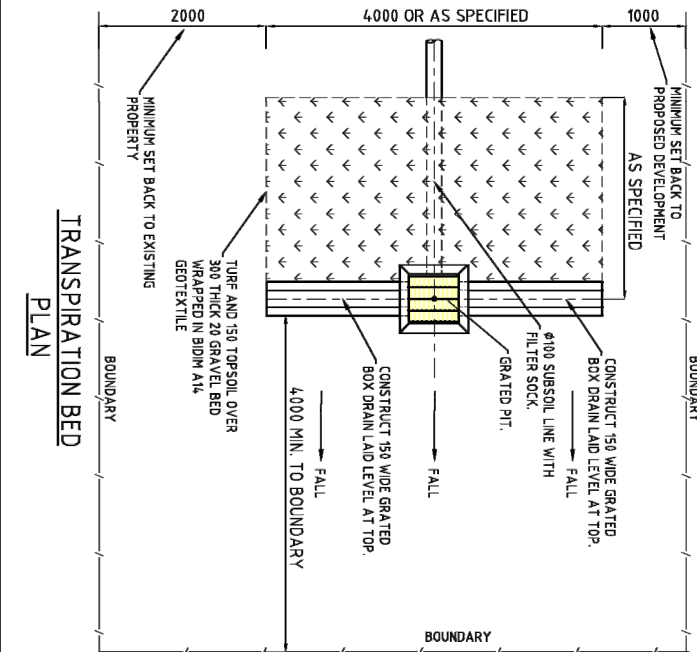 2000
4000 OR AS SPECIFIED
1000
MINIMUM SET BACK TO
PROPOSED DEVELOPMENT
AS SPECIFIED
MINIMUM SET BACK TO EXISTING
PROPERTY
TURF AND 150 TOPSOIL OVER
300 THICK 20 GRAVEL BED
WRAPPED IN BIDIM A14
GEOTEXTILE
Ø100 SUBSOIL LINE WITH
FILTER SOCK.
GRATED PIT.
CONSTRUCT 150 WIDE GRATED
BOX DRAIN LAID LEVEL AT TOP.
CONSTRUCT 150 WIDE GRATED
BOX DRAIN LAID LEVEL AT TOP.
FALL
FALL
FALL
4000 MIN. TO BOUNDARY
BOUNDARY
BOUNDARY
BOUNDARY
TRANSPIRATION BED
PLAN